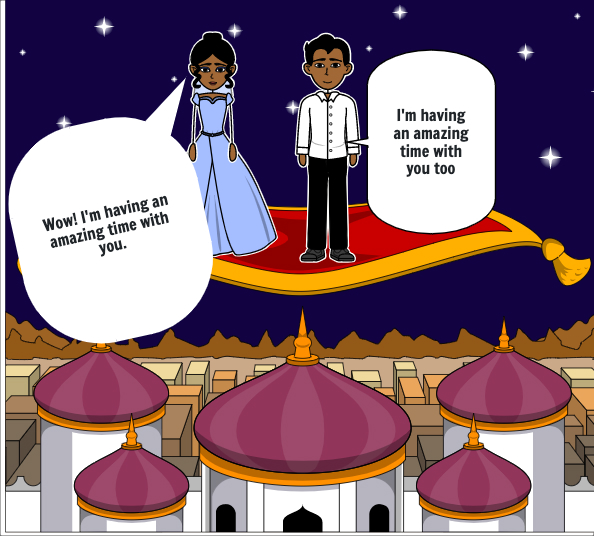 Wow! I'm having an
amazing time with
you.
I'm having
an amazing
time with
you too